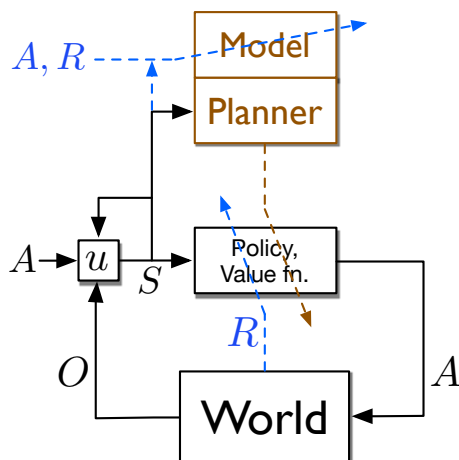 A, R
Model
Planner
A
u
S
Policy,
Value fn.
R
O
A
World